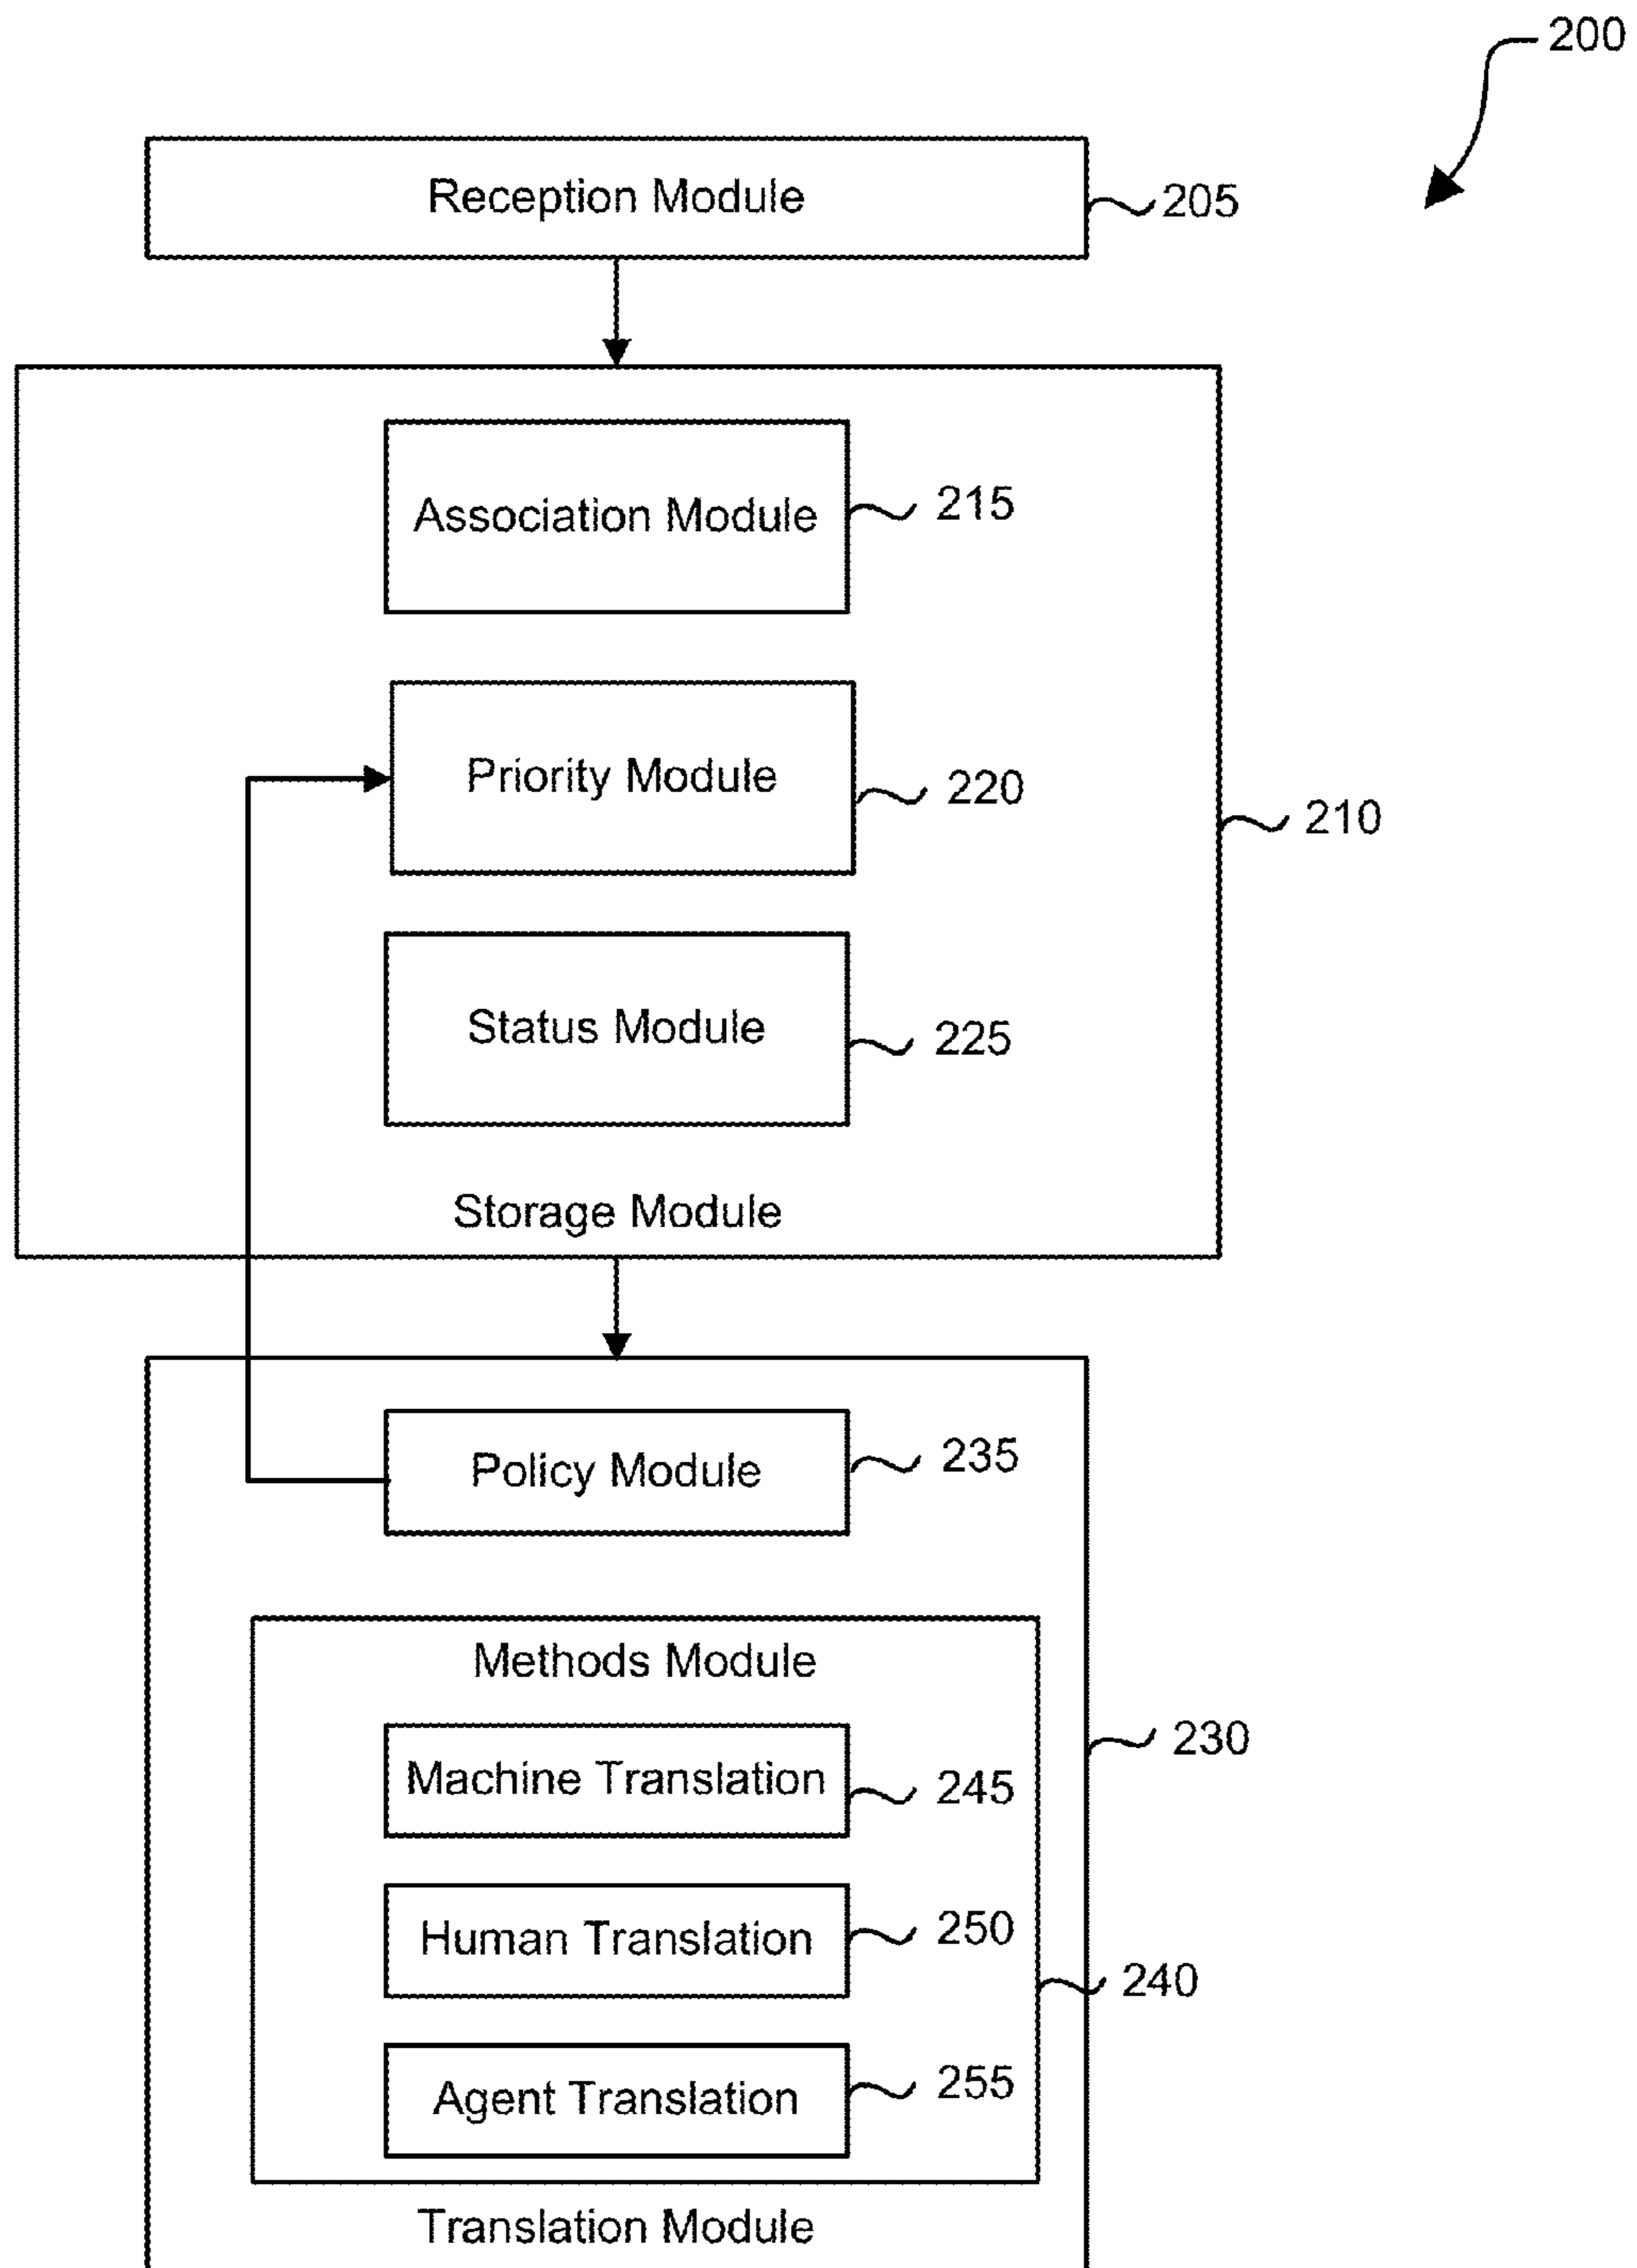 200
Reception Module
205
Association Module
215
Priority Module
220
210
Status Module
225
Storage Module
Policy Module
235
Methods Module
230
Machine Translation
245
Human Translation
250
240
Agent Translation
255
Translation Module